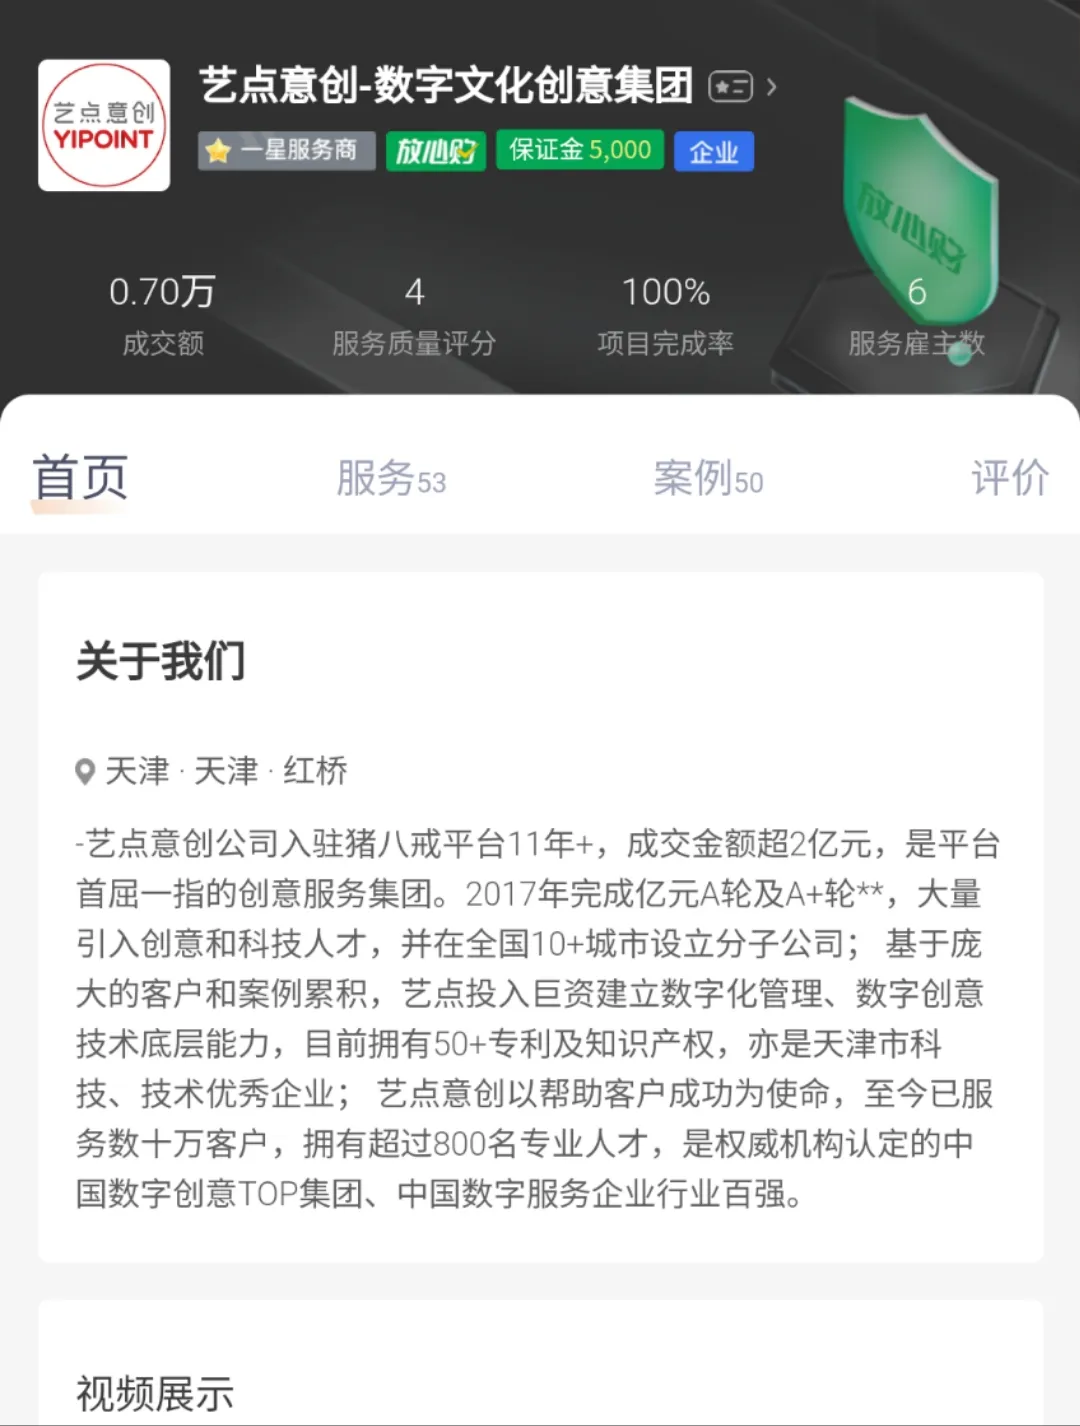 艺点意创
YIPOINT
艺点意创-数字文化创意集团
一星服务商 放心购 保证金 5,000 企业
放心购
0.70万 4 100% 6
成交额 服务质量评分 项目完成率 服务雇主数
首页 服务53 案例50 评价
关于我们
天津 · 天津 · 红桥
-艺点意创公司入驻猪八戒平台11年+，成交金额超2亿元，是平台
首屈一指的创意服务集团。2017年完成亿元A轮及A+轮**，大量
引入创意和科技人才，并在全国10+城市设立分子公司； 基于庞
大的客户和案例累积，艺点投入巨资建立数字化管理、数字创意
技术底层能力，目前拥有50+专利及知识产权，亦是天津市科
技、技术优秀企业； 艺点意创以帮助客户成功为使命，至今已服
务数十万客户，拥有超过800名专业人才，是权威机构认定的中
国数字创意TOP集团、中国数字服务企业行业百强。
视频展示